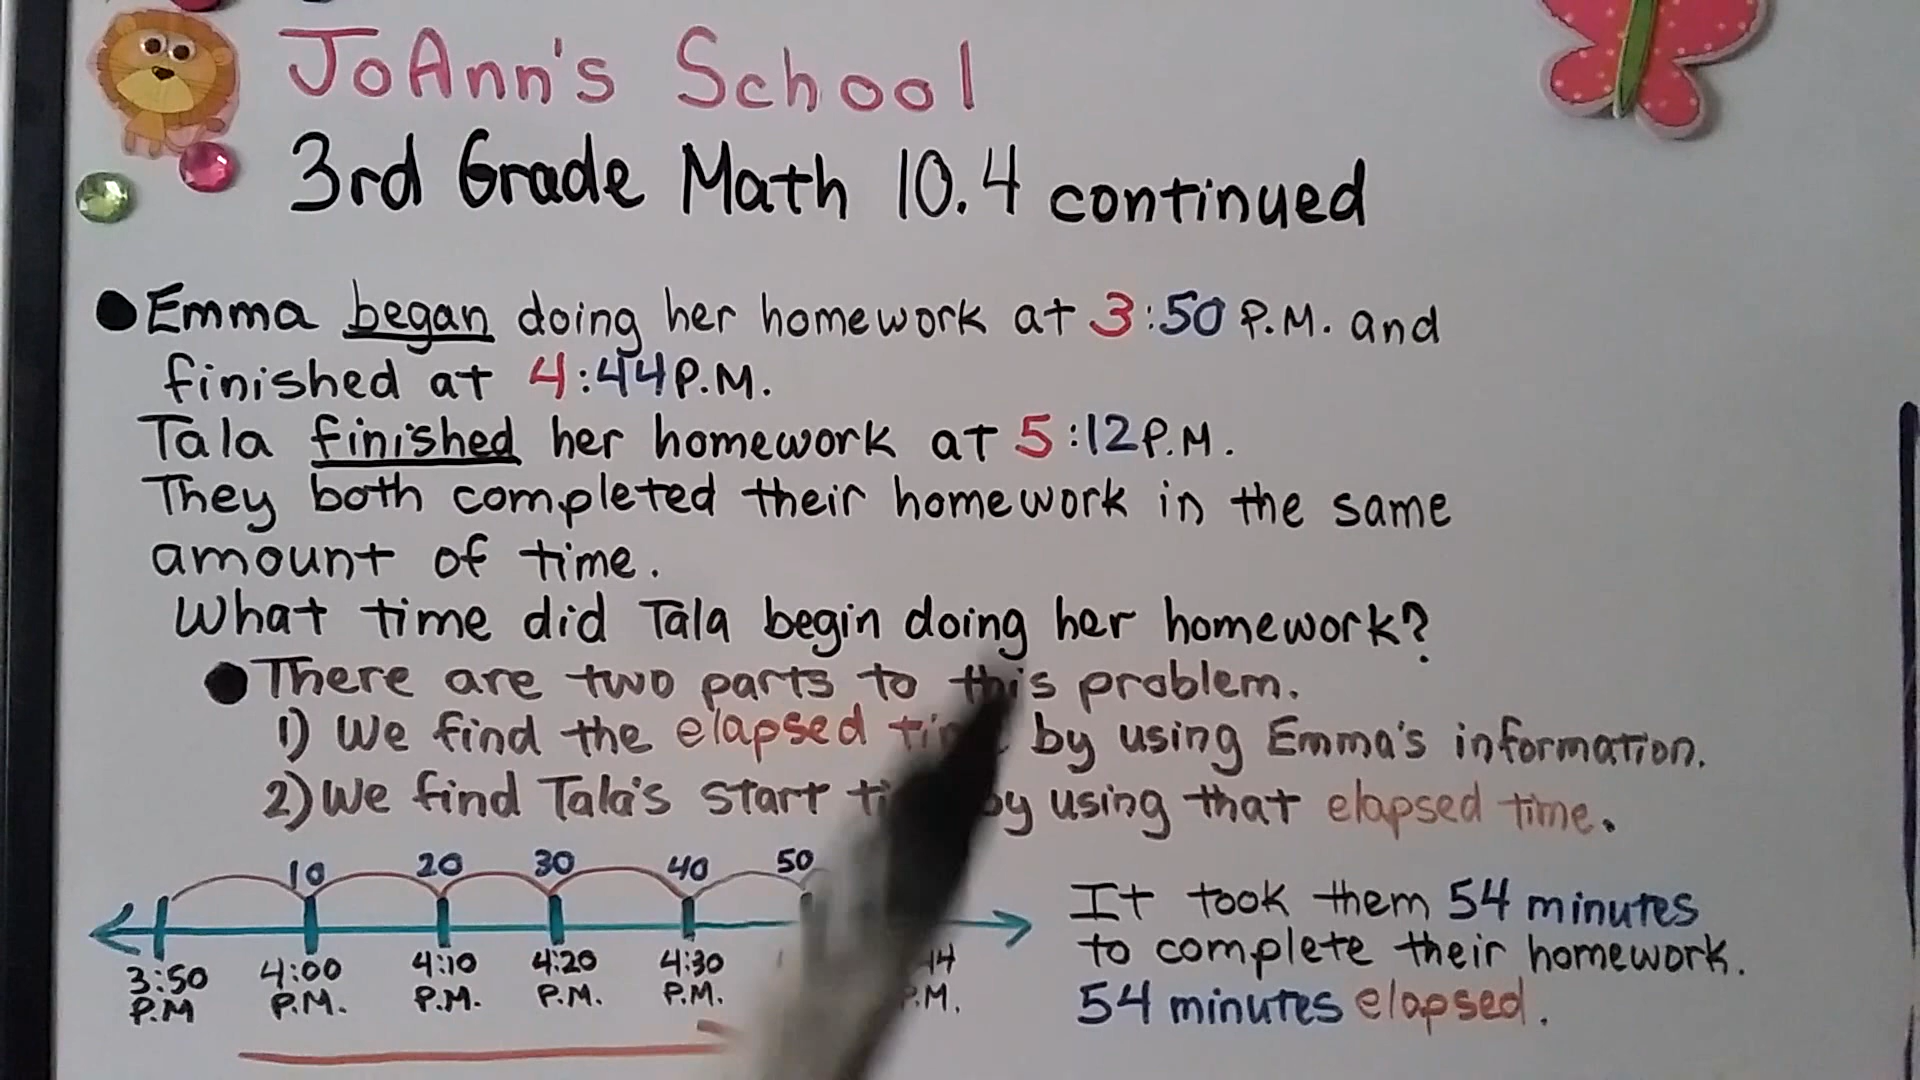 JoAnn's School
3rd Grade Math 10.4 continued
Emma began doing her homework at 3:50 P.M. and
finished at 4:44 P.M.
Tala finished her homework at 5:12 P.M.
They both completed their homework in the same
amount of time.
What time did Tala begin doing her homework?
There are two parts to this problem.
1) We find the elapsed by using Emma's information.
2) We find Tala's start by using that elapsed time.
10 20 30 40 50
3:50 P.M 4:00 P.M. 4:10 P.M. 4:20 P.M. 4:30 P.M.
It took them 54 minutes
to complete their homework.
54 minutes elapsed.